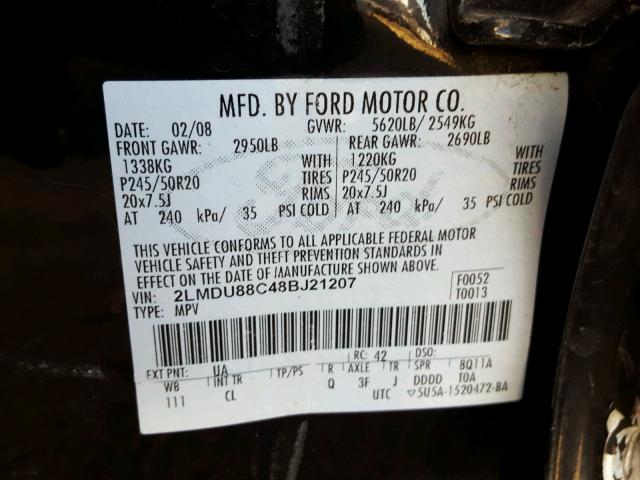 MFD. BY FORD MOTOR CO.
DATE: 02/08 GVWR: 5620LB/ 2549KG
FRONT GAWR: 2950LB REAR GAWR: 2690LB
1338KG WITH 1220KG WITH
P245/50R20 TIRES P245/50R20 TIRES
20x7.5J RIMS 20x7.5J RIMS
AT 240 kPa/ 35 PSI COLD AT 240 kPa/ 35 PSI COLD
THIS VEHICLE CONFORMS TO ALL APPLICABLE FEDERAL MOTOR
VEHICLE SAFETY AND THEFT PREVENTION STANDARDS IN
EFFECT ON THE DATE OF MANUFACTURE SHOWN ABOVE.
VIN: 2LMDU88C48BJ21207 F0052
TYPE: MPV T0013
EXT PNT: UA RC: 42 DSO:
WB INT TR TP/PS R AXLE TR SPR 8Q11A
111 CL Q 3F J DDDD T0A
UTC ▽5U5A-1520472-BA